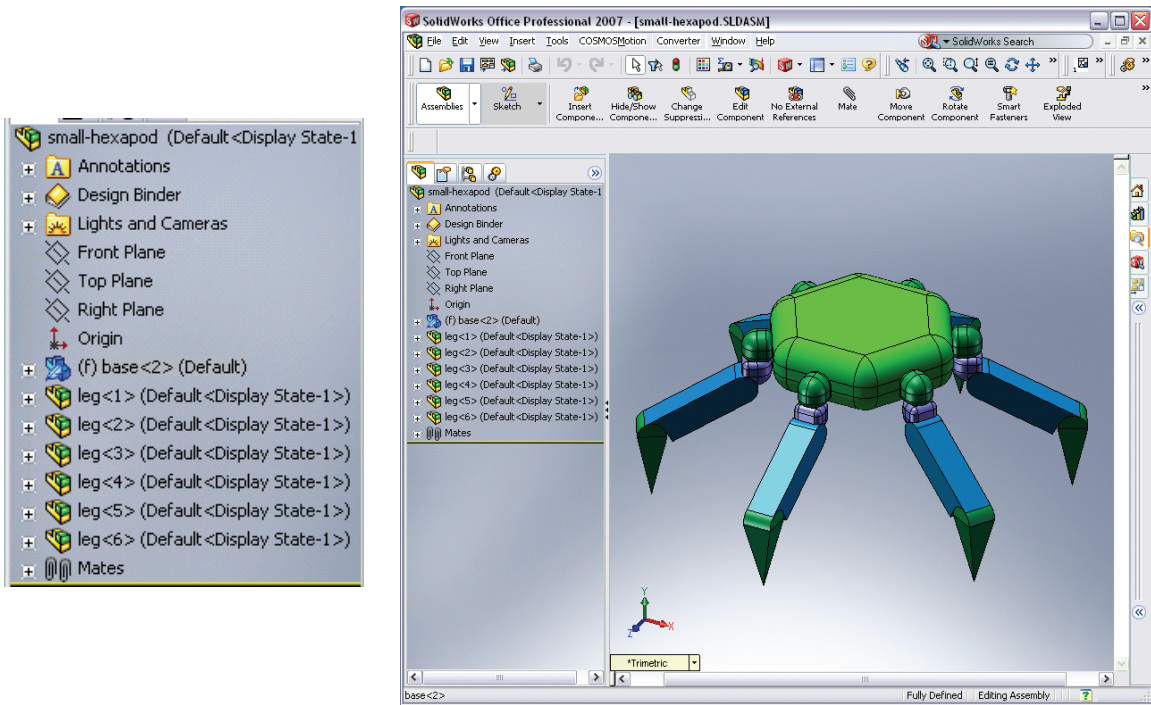 small-hexapod (Default<Display State-1
Annotations
Design Binder
Lights and Cameras
Front Plane
Top Plane
Right Plane
Origin
(f) base<2> (Default)
leg<1> (Default<Display State-1>)
leg<2> (Default<Display State-1>)
leg<3> (Default<Display State-1>)
leg<4> (Default<Display State-1>)
leg<5> (Default<Display State-1>)
leg<6> (Default<Display State-1>)
Mates
SolidWorks Office Professional 2007 - [small-hexapod.SLDASM]
File Edit View Insert Tools COSMOSMotion Converter Window Help
SolidWorks Search
Assemblies Sketch Insert Compone... Hide/Show Compone... Change Suppressi... Edit Component No External References Mate Move Component Rotate Component Smart Fasteners Exploded View
small-hexapod (Default<Display State-1
Annotations
Design Binder
Lights and Cameras
Front Plane
Top Plane
Right Plane
Origin
(f) base<2> (Default)
leg<1> (Default<Display State-1>)
leg<2> (Default<Display State-1>)
leg<3> (Default<Display State-1>)
leg<4> (Default<Display State-1>)
leg<5> (Default<Display State-1>)
leg<6> (Default<Display State-1>)
Mates
Y
Z X
*Trimetric
base<2> Fully Defined Editing Assembly ?